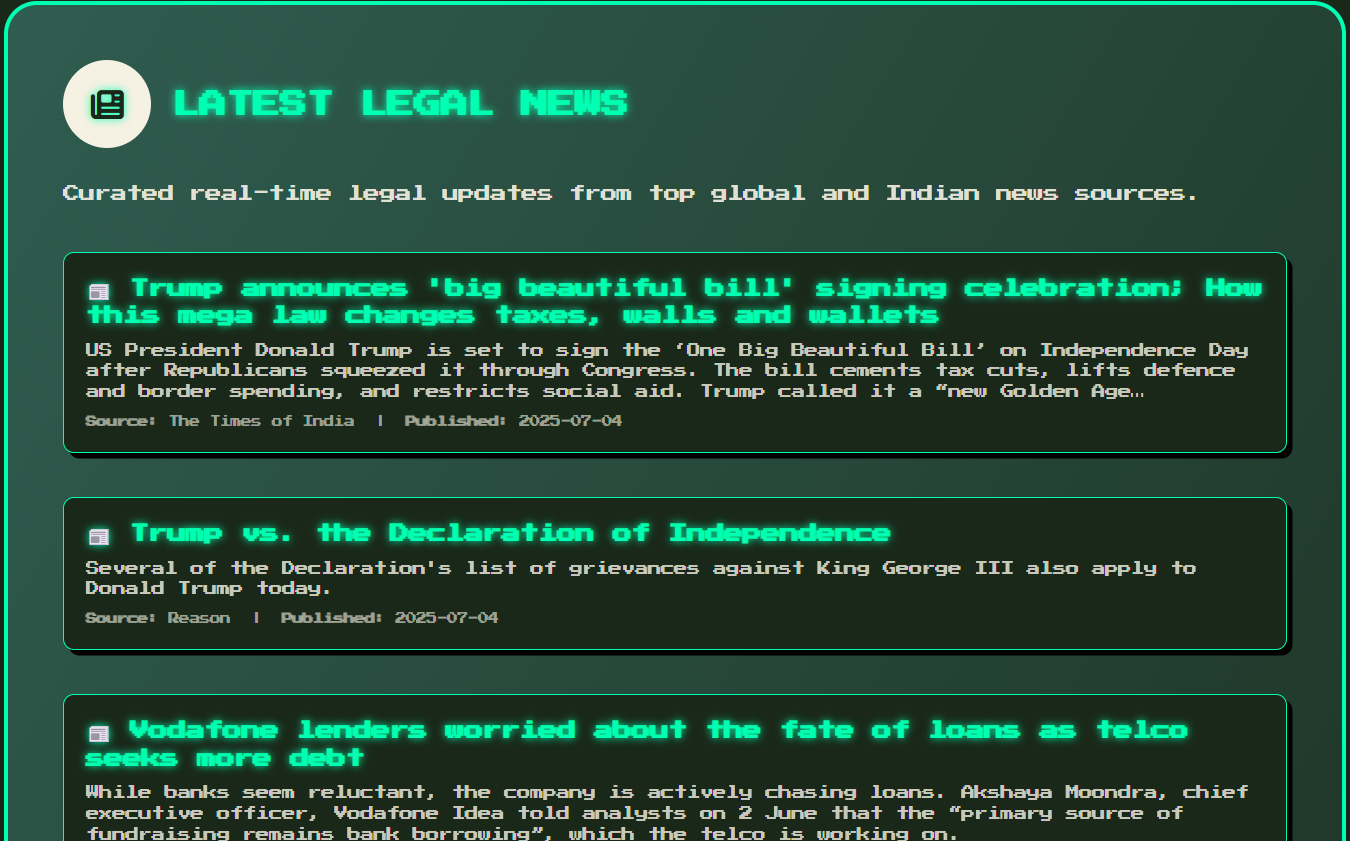 LATEST LEGAL NEWS
Curated real-time legal updates from top global and Indian news sources.
Trump announces 'big beautiful bill' signing celebration; How
this mega law changes taxes, walls and wallets
US President Donald Trump is set to sign the ‘One Big Beautiful Bill’ on Independence Day
after Republicans squeezed it through Congress. The bill cements tax cuts, lifts defence
and border spending, and restricts social aid. Trump called it a “new Golden Age…
Source: The Times of India | Published: 2025-07-04
Trump vs. the Declaration of Independence
Several of the Declaration's list of grievances against King George III also apply to
Donald Trump today.
Source: Reason | Published: 2025-07-04
Vodafone lenders worried about the fate of loans as telco
seeks more debt
While banks seem reluctant, the company is actively chasing loans. Akshaya Moondra, chief
executive officer, Vodafone Idea told analysts on 2 June that the “primary source of
fundraising remains bank borrowing”, which the telco is working on.